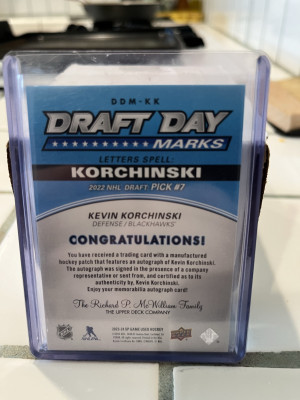 DDM-KK
DRAFT DAY
MARKS
LETTERS SPELL:
KORCHINSKI
2022 NHL DRAFT PICK #7
KEVIN KORCHINSKI
DEFENSE / BLACKHAWKS
CONGRATULATIONS!
You have received a trading card with a manufactured
hockey patch that features an autograph of Kevin Korchinski.
The autograph was signed in the presence of a company
representative or sent from, and certified as to its
authenticity by, Kevin Korchinski.
Enjoy your memorabilia autograph card!
The Richard P. McWilliam Family
THE UPPER DECK COMPANY